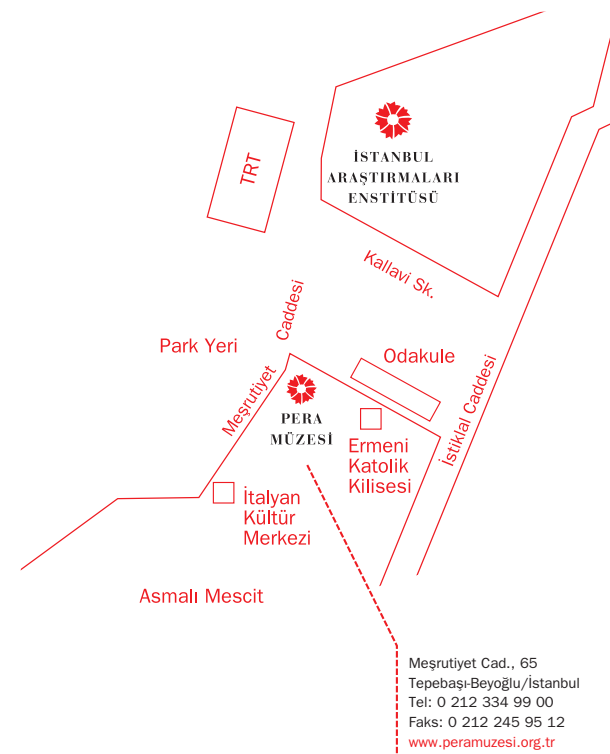 TRT
İSTANBUL
ARAŞTIRMALARI
ENSTİTÜSÜ
Kallavi Sk.
Caddesi
Park Yeri
Odakule
Meşrutiyet
PERA
MÜZESİ
İstiklal Caddesi
Ermeni
Katolik
Kilisesi
İtalyan
Kültür
Merkezi
Asmalı Mescit
Meşrutiyet Cad., 65
Tepebaşı-Beyoğlu/İstanbul
Tel: 0 212 334 99 00
Faks: 0 212 245 95 12
www.peramuzesi.org.tr